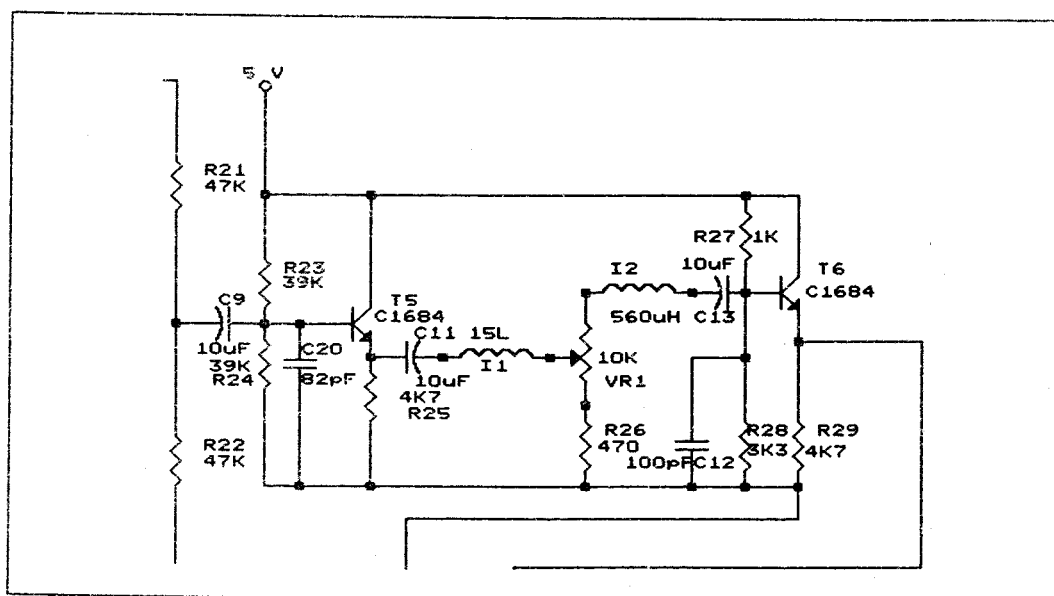 5 V
R21
47K
R23
39K
C9
10uF
39K
R24
C20
82pF
T5
C1684
C11 15L
I1
10uF
4K7
R25
R22
47K
I2
560uH
10uF
C13
R27 1K
T6
C1684
10K
VR1
R26
470
100pF C12
R28
3K3
R29
4K7